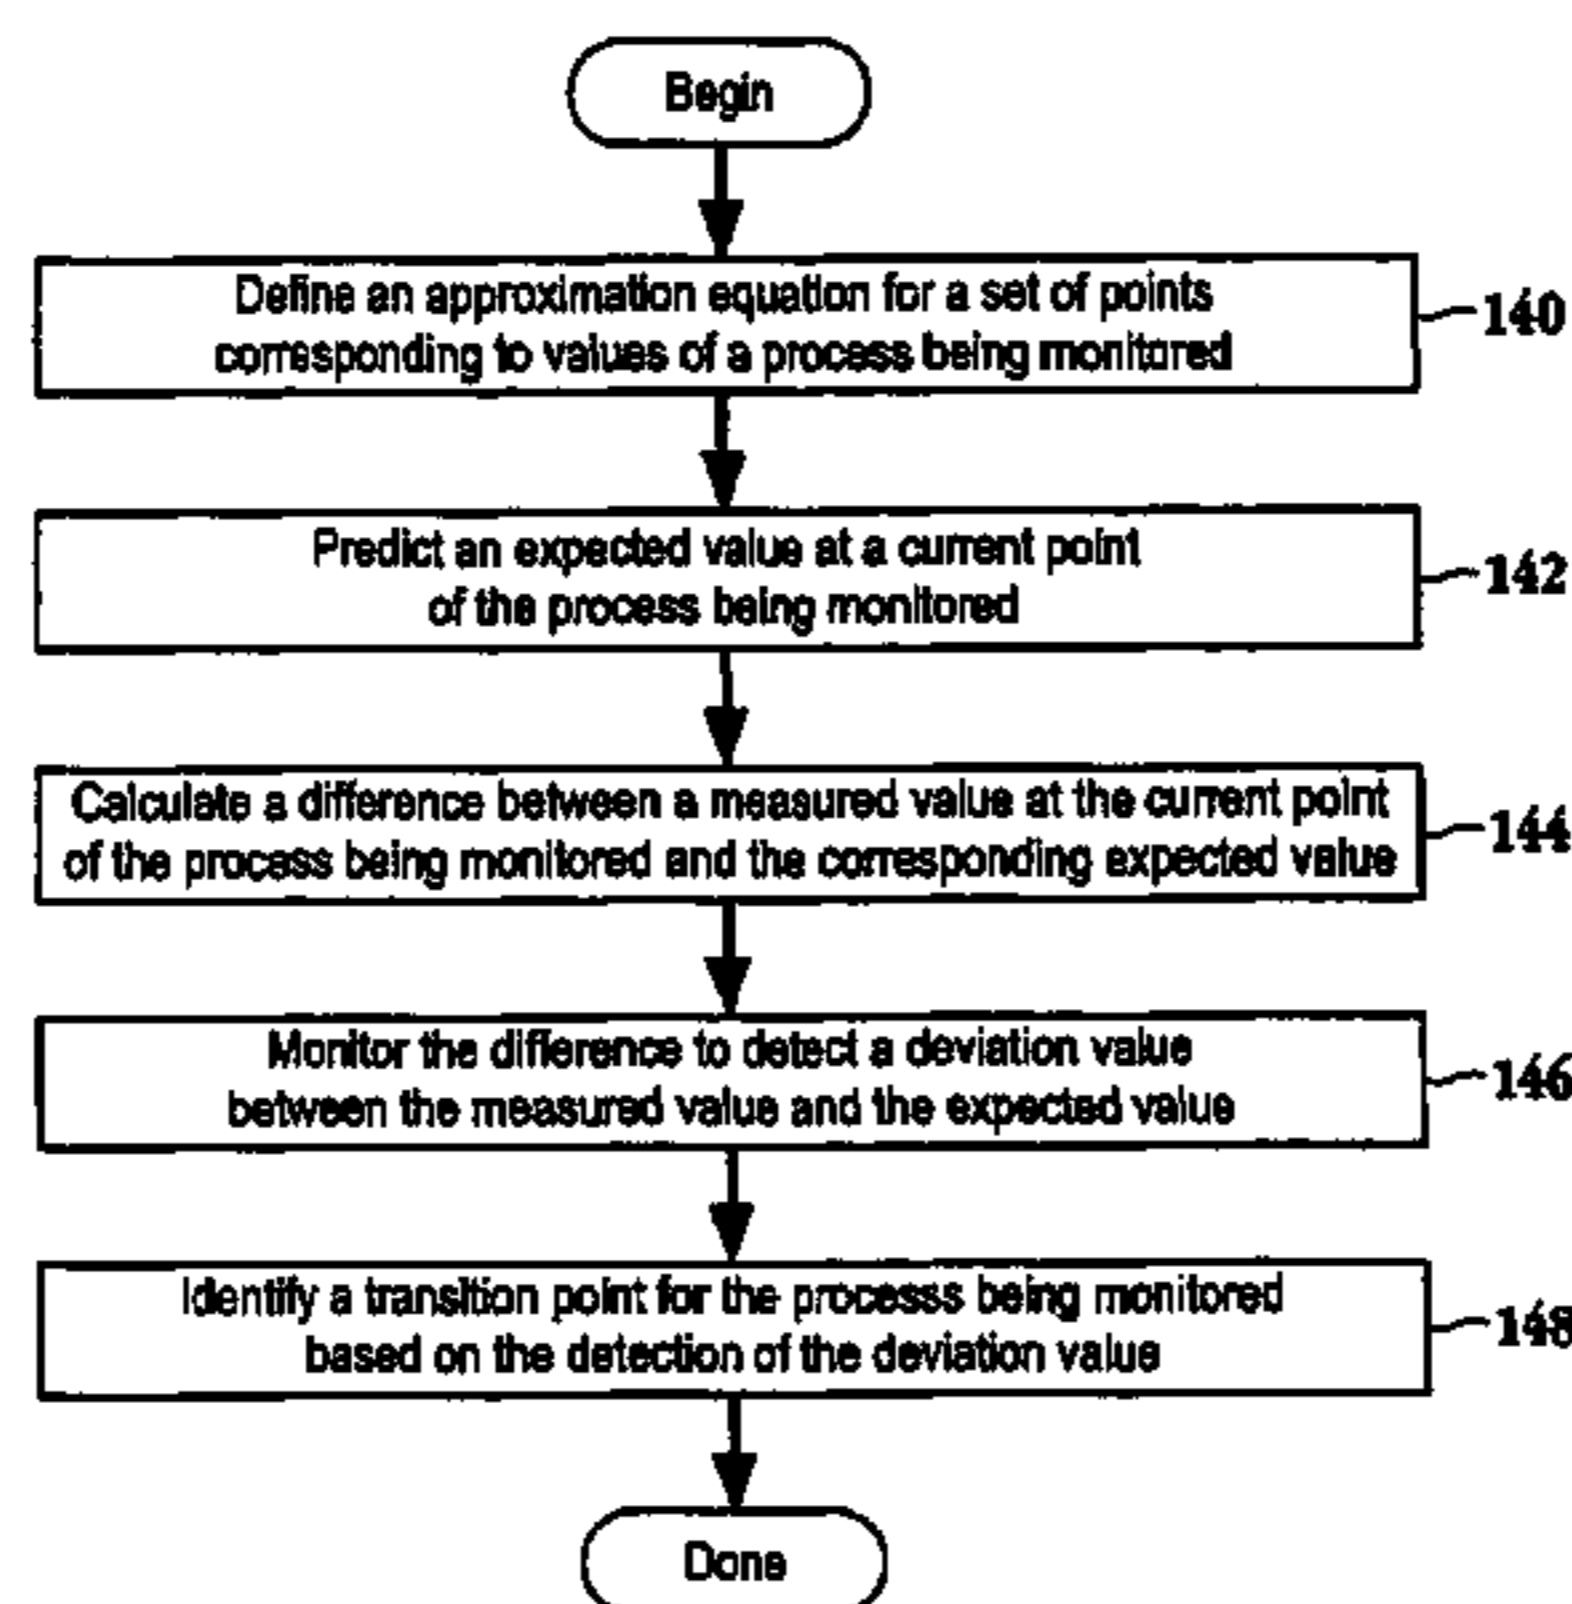 Begin
Define an approximation equation for a set of points
corresponding to values of a process being monitored
140
Predict an expected value at a current point
of the process being monitored
142
Calculate a difference between a measured value at the current point
of the process being monitored and the corresponding expected value
144
Monitor the difference to detect a deviation value
between the measured value and the expected value
146
Identify a transition point for the processs being monitored
based on the detection of the deviation value
148
Done